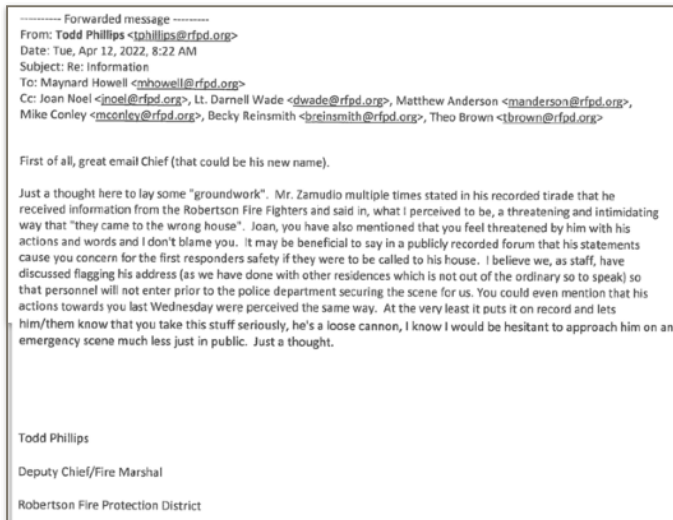 ---------- Forwarded message ---------
From: Todd Phillips <tphillips@rfpd.org>
Date: Tue, Apr 12, 2022, 8:22 AM
Subject: Re: Information
To: Maynard Howell <mhowell@rfpd.org>
Cc: Joan Noel <jnoel@rfpd.org>, Lt. Darnell Wade <dwade@rfpd.org>, Matthew Anderson <manderson@rfpd.org>,
Mike Conley <mconley@rfpd.org>, Becky Reinsmith <breinsmith@rfpd.org>, Theo Brown <tbrown@rfpd.org>
First of all, great email Chief (that could be his new name).
Just a thought here to lay some "groundwork". Mr. Zamudio multiple times stated in his recorded tirade that he
received information from the Robertson Fire Fighters and said in, what I perceived to be, a threatening and intimidating
way that "they came to the wrong house". Joan, you have also mentioned that you feel threatened by him with his
actions and words and I don't blame you. It may be beneficial to say in a publicly recorded forum that his statements
cause you concern for the first responders safety if they were to be called to his house. I believe we, as staff, have
discussed flagging his address (as we have done with other residences which is not out of the ordinary so to speak) so
that personnel will not enter prior to the police department securing the scene for us. You could even mention that his
actions towards you last Wednesday were perceived the same way. At the very least it puts it on record and lets
him/them know that you take this stuff seriously, he's a loose cannon, I know I would be hesitant to approach him on an
emergency scene much less just in public. Just a thought.
Todd Phillips
Deputy Chief/Fire Marshal
Robertson Fire Protection District